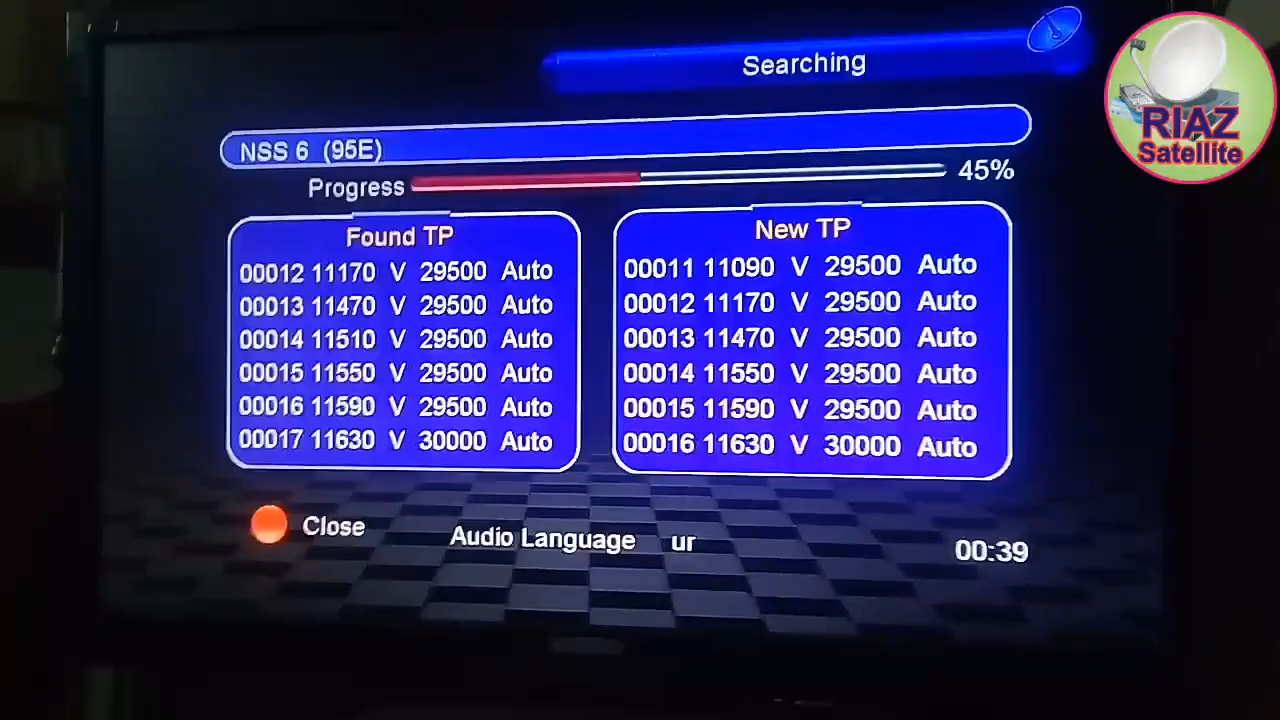 Searching
RIAZ
Satellite
NSS 6 (95E)
Progress 45%
Found TP
00012 11170 V 29500 Auto
00013 11470 V 29500 Auto
00014 11510 V 29500 Auto
00015 11550 V 29500 Auto
00016 11590 V 29500 Auto
00017 11630 V 30000 Auto
New TP
00011 11090 V 29500 Auto
00012 11170 V 29500 Auto
00013 11470 V 29500 Auto
00014 11550 V 29500 Auto
00015 11590 V 29500 Auto
00016 11630 V 30000 Auto
Close Audio Language ur 00:39